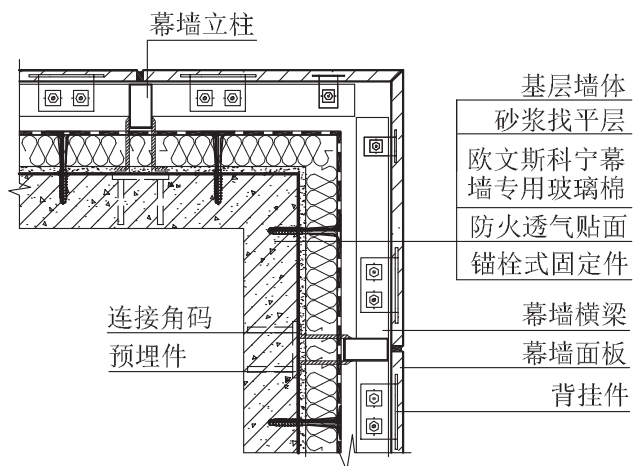 幕墙立柱
基层墙体
砂浆找平层
欧文斯科宁幕
墙专用玻璃棉
防火透气贴面
锚栓式固定件
连接角码
幕墙横梁
预埋件
幕墙面板
背挂件